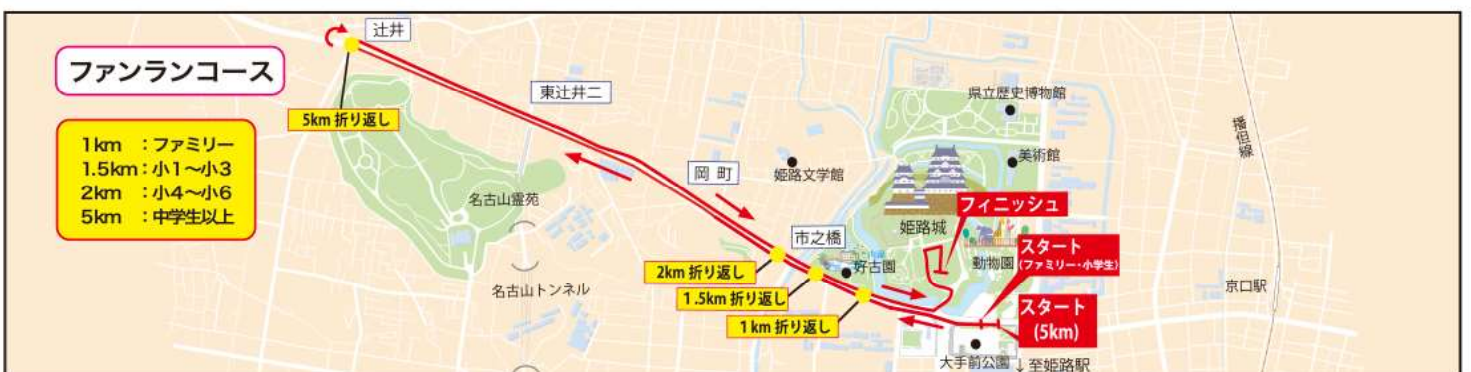 ファンランコース
1km :ファミリー
1.5km:小1〜小3
2km :小4〜小6
5km :中学生以上
辻井
5km 折り返し
東辻井二
名古山霊苑
名古山トンネル
岡 町
姫路文学館
市之橋
2km 折り返し
1.5km 折り返し
1km 折り返し
好古園
県立歴史博物館
美術館
姫路城
フィニッシュ
動物園
スタート
(ファミリー・小学生)
スタート
(5km)
大手前公園
↓至姫路駅
播但線
京口駅